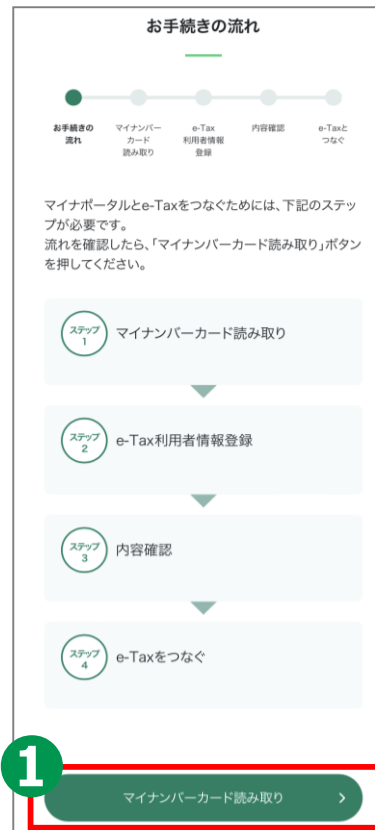 お手続きの流れ
お手続きの
流れ
マイナンバー
カード
読み取り
e-Tax
利用者情報
登録
内容確認
e-Taxと
つなぐ
マイナポータルとe-Taxをつなぐためには、下記のステッ
プが必要です。
流れを確認したら、「マイナンバーカード読み取り」ボタン
を押してください。
ステップ
1
マイナンバーカード読み取り
ステップ
2
e-Tax利用者情報登録
ステップ
3
内容確認
ステップ
4
e-Taxをつなぐ
1
マイナンバーカード読み取り